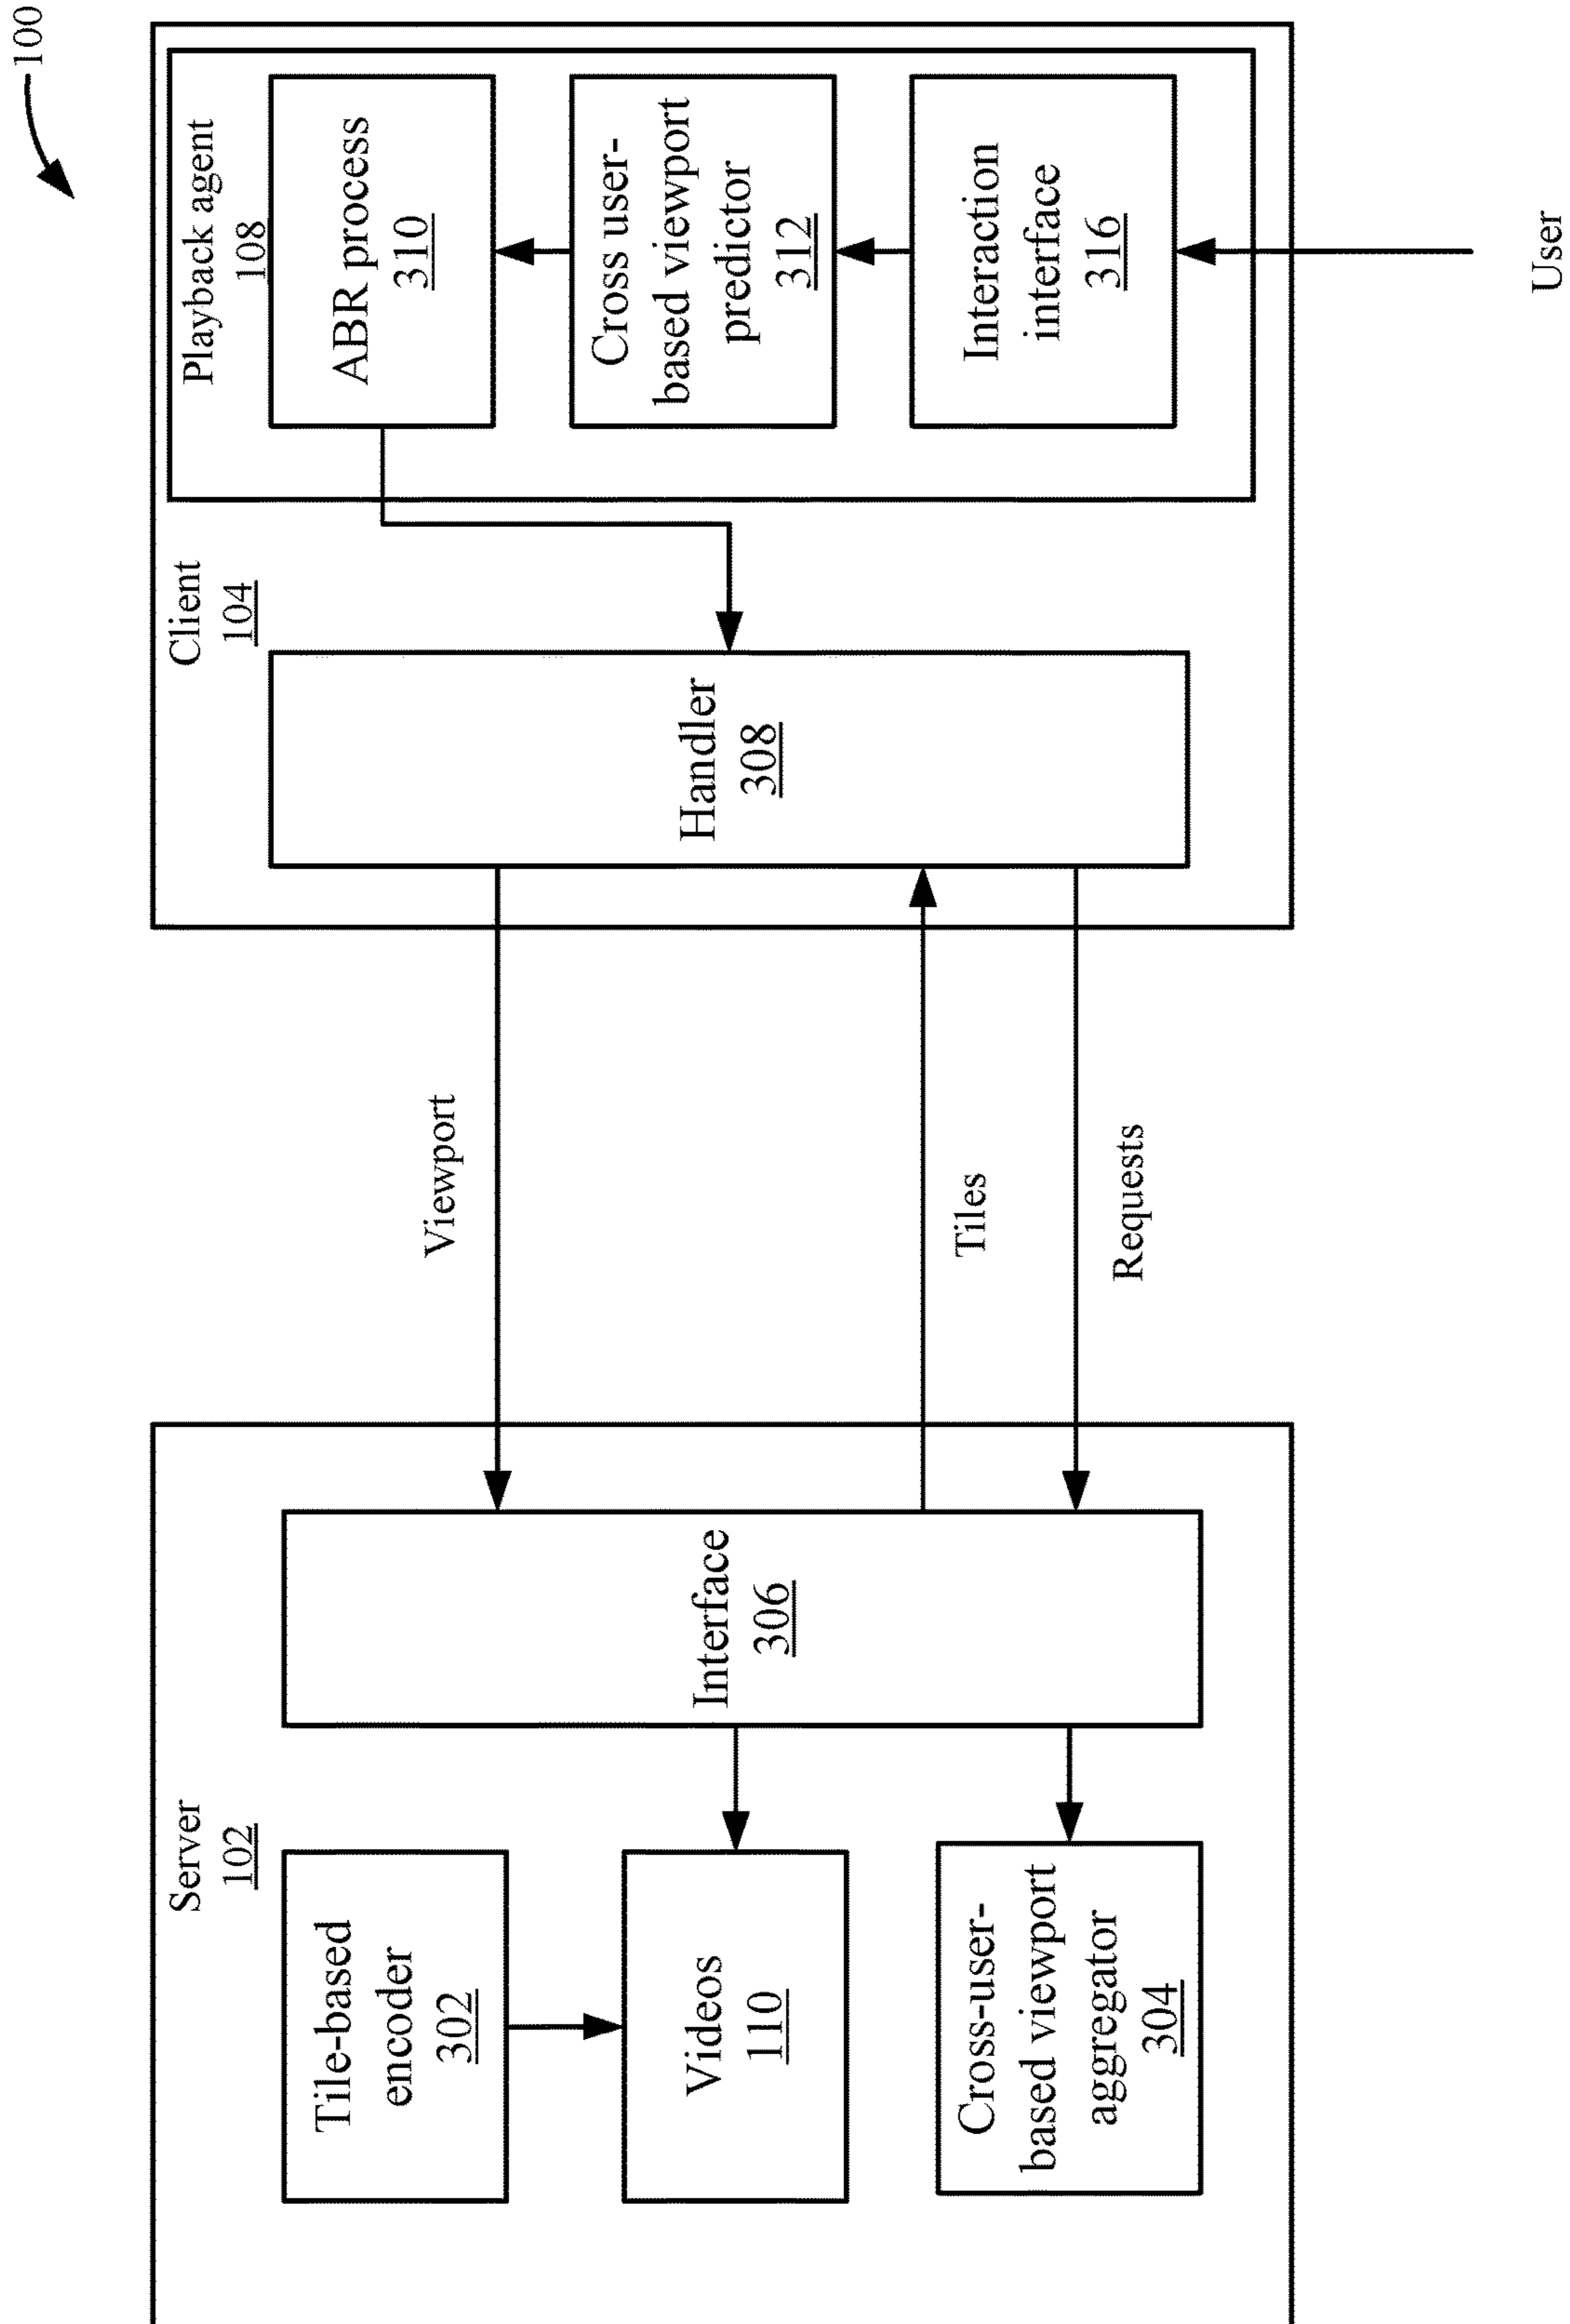 100
Server
102
Tile-based
encoder
302
Videos
110
Cross-user-
based viewport
aggregator
304
Interface
306
Viewport
Tiles
Requests
Client
104
Handler
308
Playback agent
108
ABR process
310
Cross user-
based viewport
predictor
312
Interaction
interface
316
User